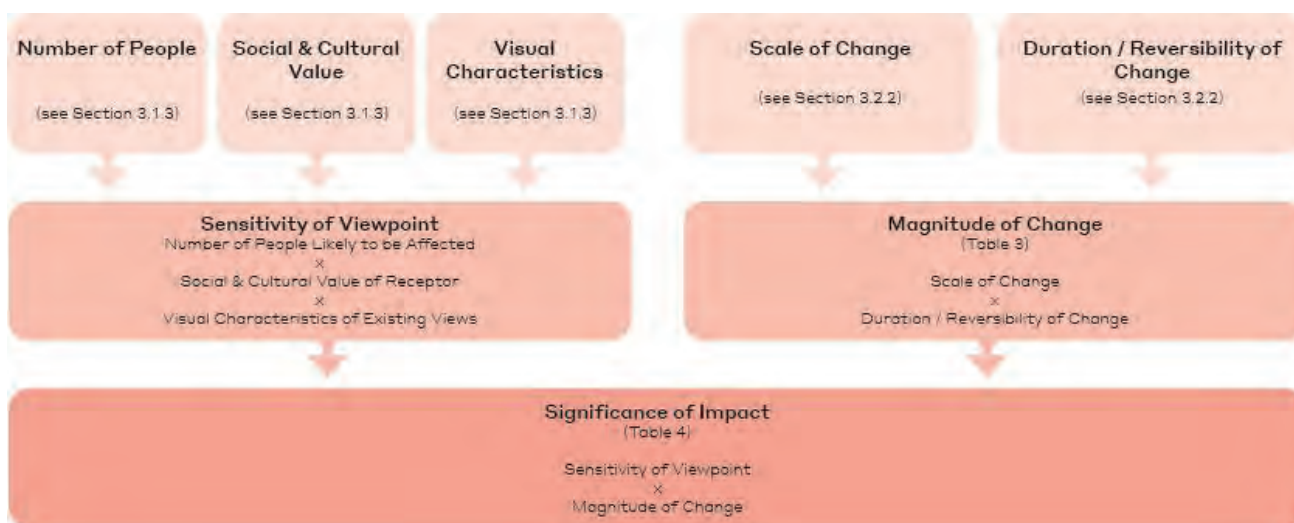 Number of People
(see Section 3.1.3)
Social & Cultural
Value
(see Section 3.1.3)
Visual
Characteristics
(see Section 3.1.3)
Scale of Change
(see Section 3.2.2)
Duration / Reversibility of
Change
(see Section 3.2.2)
Sensitivity of Viewpoint
Number of People Likely to be Affected
x
Social & Cultural Value of Receptor
x
Visual Characteristics of Existing Views
Magnitude of Change
(Table 3)
Scale of Change
x
Duration / Reversibility of Change
Significance of Impact
(Table 4)
Sensitivity of Viewpoint
x
Magnitude of Change